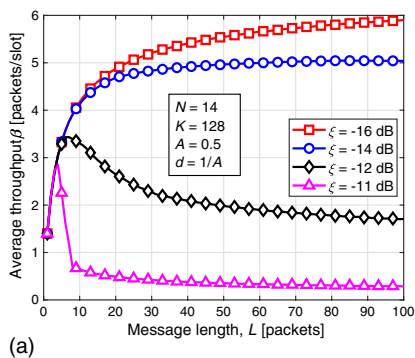 Average throughput β [packets/slot]
6
5
4
3
2
1
0
N = 14
K = 128
A = 0.5
d = 1/A
ξ = -16 dB
ξ = -14 dB
ξ = -12 dB
ξ = -11 dB
0 10 20 30 40 50 60 70 80 90 100
Message length, L [packets]
(a)